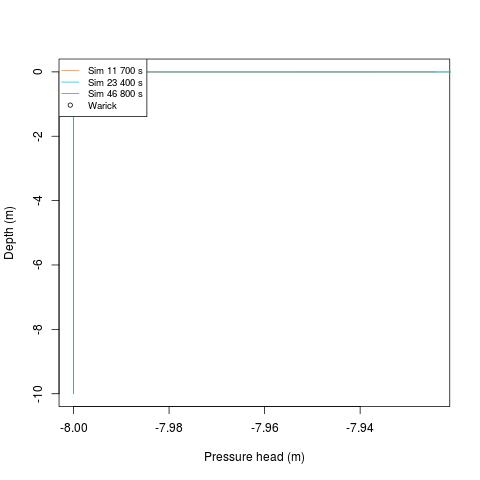 Sim 11 700 s
Sim 23 400 s
Sim 46 800 s
Warick
0
-2
-4
-6
-8
-10
Depth (m)
-8.00 -7.98 -7.96 -7.94
Pressure head (m)